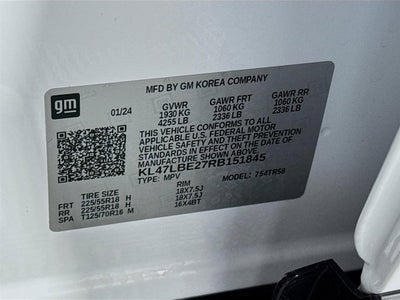 gm
MFD BY GM KOREA COMPANY
01/24 GVWR GAWR FRT GAWR RR
1930 KG 1060 KG 1060 KG
4255 LB 2336 LB 2336 LB
THIS VEHICLE CONFORMS TO ALL
APPLICABLE U.S. FEDERAL MOTOR
VEHICLE SAFETY AND THEFT PREVENTION
STANDARDS IN EFFECT ON THE DATE OF
MANUFACTURE SHOWN ABOVE.
KL47LBE27RB151845
TYPE: MPV MODEL: 1TR58
TIRE SIZE RIM
FRT 225/55R18 H 18X7.5J
RR 225/55R18 H 18X7.5J
SPA T125/70R16 M 16X4BT